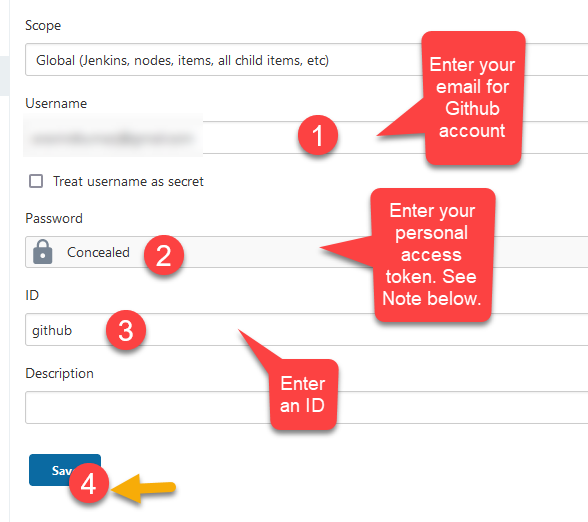 Scope
Global (Jenkins, nodes, items, all child items, etc)
Enter your
email for
Github
account
Username
1
Treat username as secret
Password
Concealed
2
Enter your
personal
access
token. See
Note below.
ID
github
3
Enter
an ID
Description
Sav
4